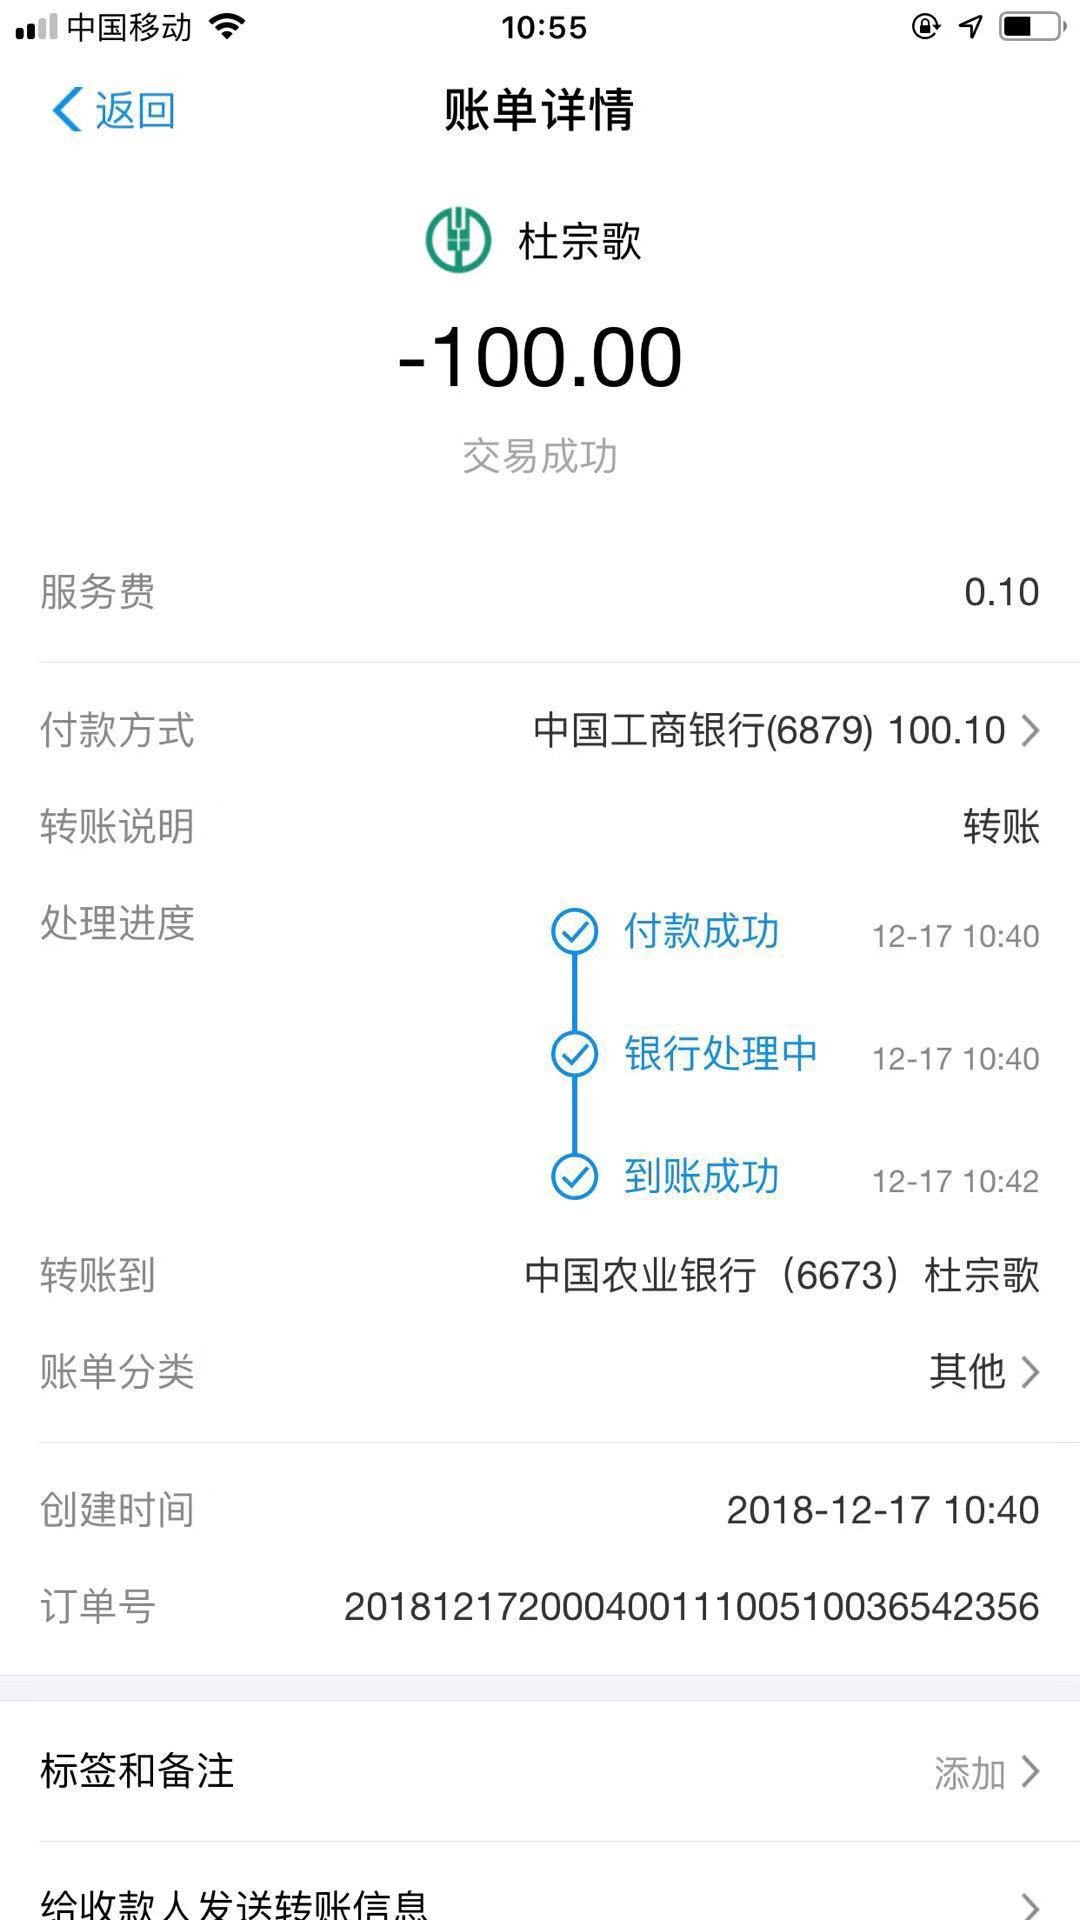 中国移动 10:55
返回 账单详情
杜宗歌
-100.00
交易成功
服务费 0.10
付款方式 中国工商银行(6879) 100.10
转账说明 转账
处理进度 付款成功 12-17 10:40
银行处理中 12-17 10:40
到账成功 12-17 10:42
转账到 中国农业银行（6673）杜宗歌
账单分类 其他
创建时间 2018-12-17 10:40
订单号 20181217200040011100510036542356
标签和备注 添加
给收款人发送转账信息